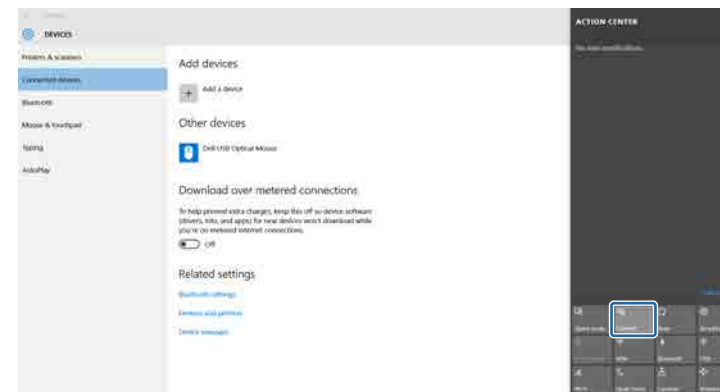 DEVICES
Printers & scanners
Connected devices
Bluetooth
Mouse & touchpad
Typing
AutoPlay
Add devices
Add a device
Other devices
Dell USB Optical Mouse
Download over metered connections
To help prevent extra charges, keep this off so device software
(drivers, info, and apps) for new devices won't download while
you're on metered Internet connections.
Off
Related settings
Bluetooth settings
Devices and printers
Device manager
ACTION CENTER
No new notifications.
Connect
VPN
Bluetooth